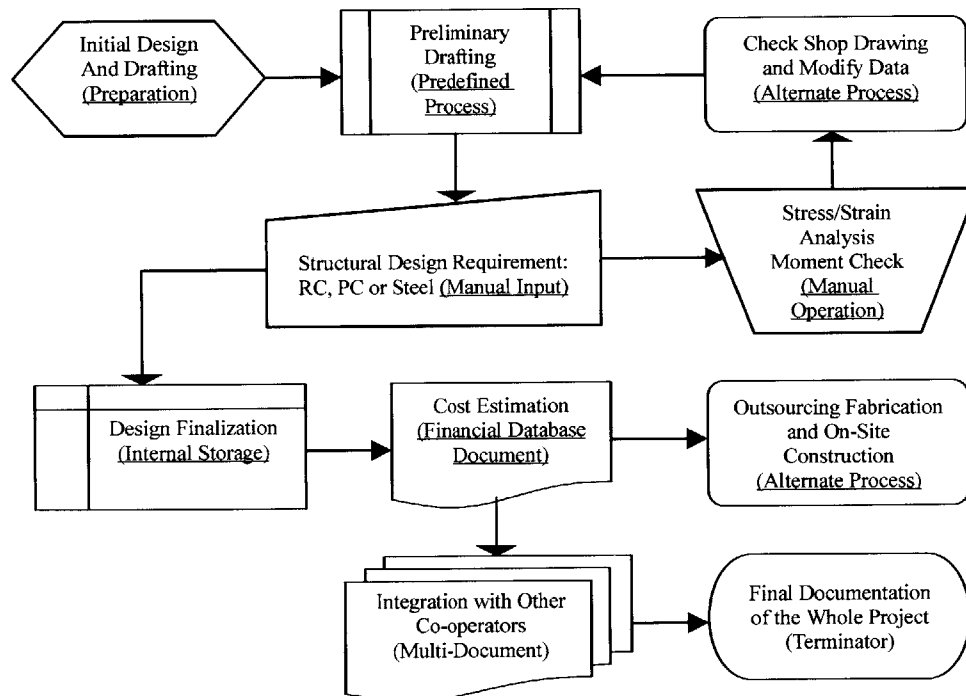 Initial Design
And Drafting
(Preparation)
Preliminary
Drafting
(Predefined
Process)
Check Shop Drawing
and Modify Data
(Alternate Process)
Structural Design Requirement:
RC, PC or Steel (Manual Input)
Stress/Strain
Analysis
Moment Check
(Manual
Operation)
Design Finalization
(Internal Storage)
Cost Estimation
(Financial Database
Document)
Outsourcing Fabrication
and On-Site
Construction
(Alternate Process)
Integration with Other
Co-operators
(Multi-Document)
Final Documentation
of the Whole Project
(Terminator)